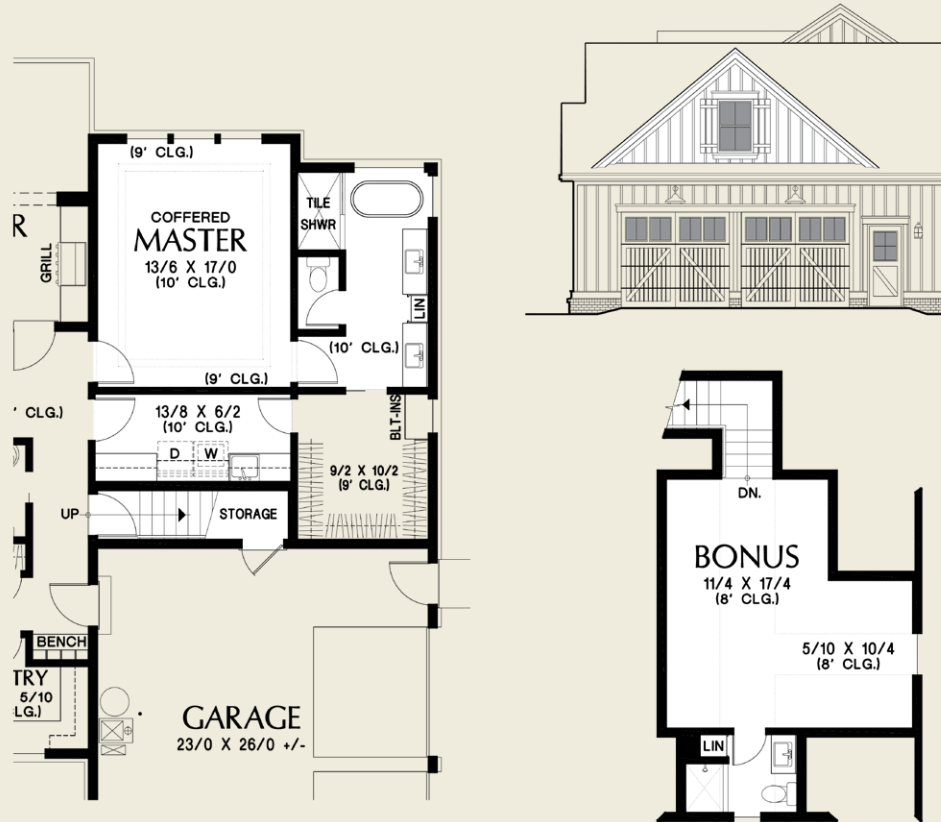 (9' CLG.)
COFFERED
MASTER
13/6 X 17/0
(10' CLG.)
(9' CLG.)
TILE
SHWR
R
GRILL
LIN
(10' CLG.)
' CLG.)
13/8 X 6/2
(10' CLG.)
D W
BLT-INS
9/2 X 10/2
(9' CLG.)
UP
STORAGE
BENCH
TRY
5/10
LG.)
GARAGE
23/0 X 26/0 +/-
DN.
BONUS
11/4 X 17/4
(8' CLG.)
5/10 X 10/4
(8' CLG.)
LIN